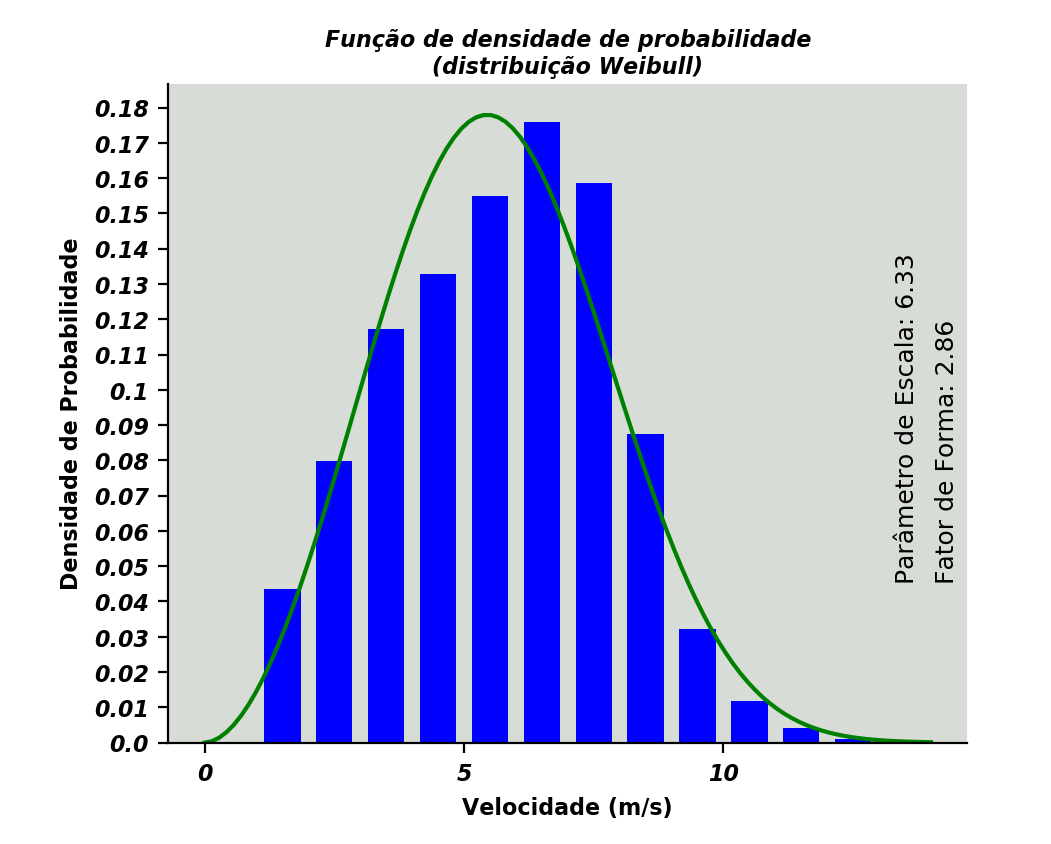 Função de densidade de probabilidade
(distribuição Weibull)
0.18
0.17
0.16
0.15
0.14
0.13
0.12
0.11
0.1
0.09
0.08
0.07
0.06
0.05
0.04
0.03
0.02
0.01
0.0
Densidade de Probabilidade
Parâmetro de Escala: 6.33
Fator de Forma: 2.86
0 5 10
Velocidade (m/s)